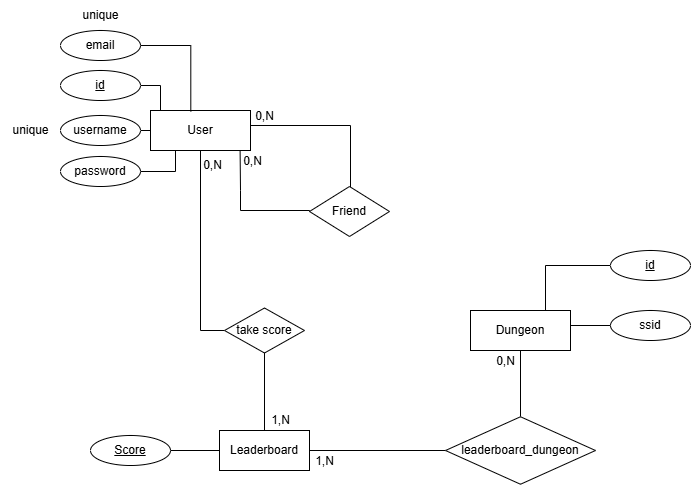 unique
email
id
unique
username
User
0,N
password
0,N
0,N
Friend
id
take score
Dungeon
ssid
0,N
1,N
Score
Leaderboard
1,N
leaderboard_dungeon